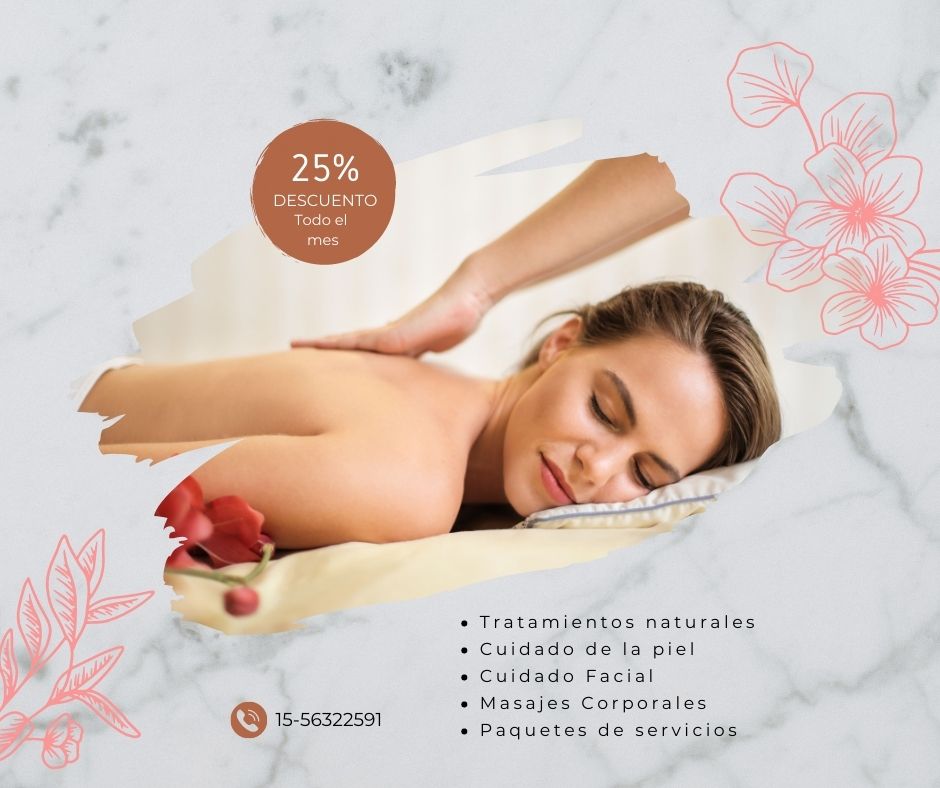 25%
DESCUENTO
Todo el
mes
Tratamientos naturales
Cuidado de la piel
Cuidado Facial
Masajes Corporales
Paquetes de servicios
15-56322591